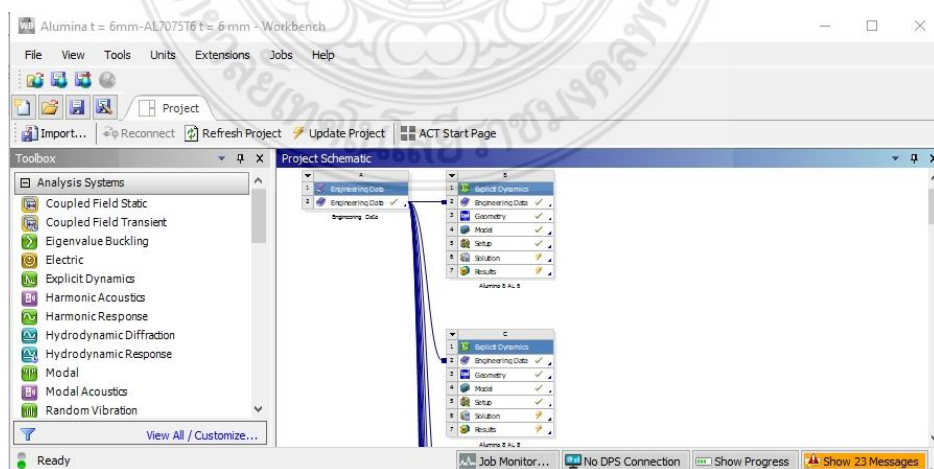 WB Alumina t = 6mm-AL7075T6 t = 6 mm - Workbench
File View Tools Units Extensions Jobs Help
Project
Import... Reconnect Refresh Project Update Project ACT Start Page
Toolbox
Project Schematic
Analysis Systems
Coupled Field Static
Coupled Field Transient
Eigenvalue Buckling
Electric
Explicit Dynamics
Harmonic Acoustics
Harmonic Response
Hydrodynamic Diffraction
Hydrodynamic Response
Modal
Modal Acoustics
Random Vibration
View All / Customize...
A
1 Engineering Data
2 Engineering Data
Engineering Data
B
1 Explicit Dynamics
2 Engineering Data
3 Geometry
4 Model
5 Setup
6 Solution
7 Results
Alumina 6 AL 6
C
1 Explicit Dynamics
2 Engineering Data
3 Geometry
4 Model
5 Setup
6 Solution
7 Results
Ready
Job Monitor... No DPS Connection Show Progress Show 23 Messages